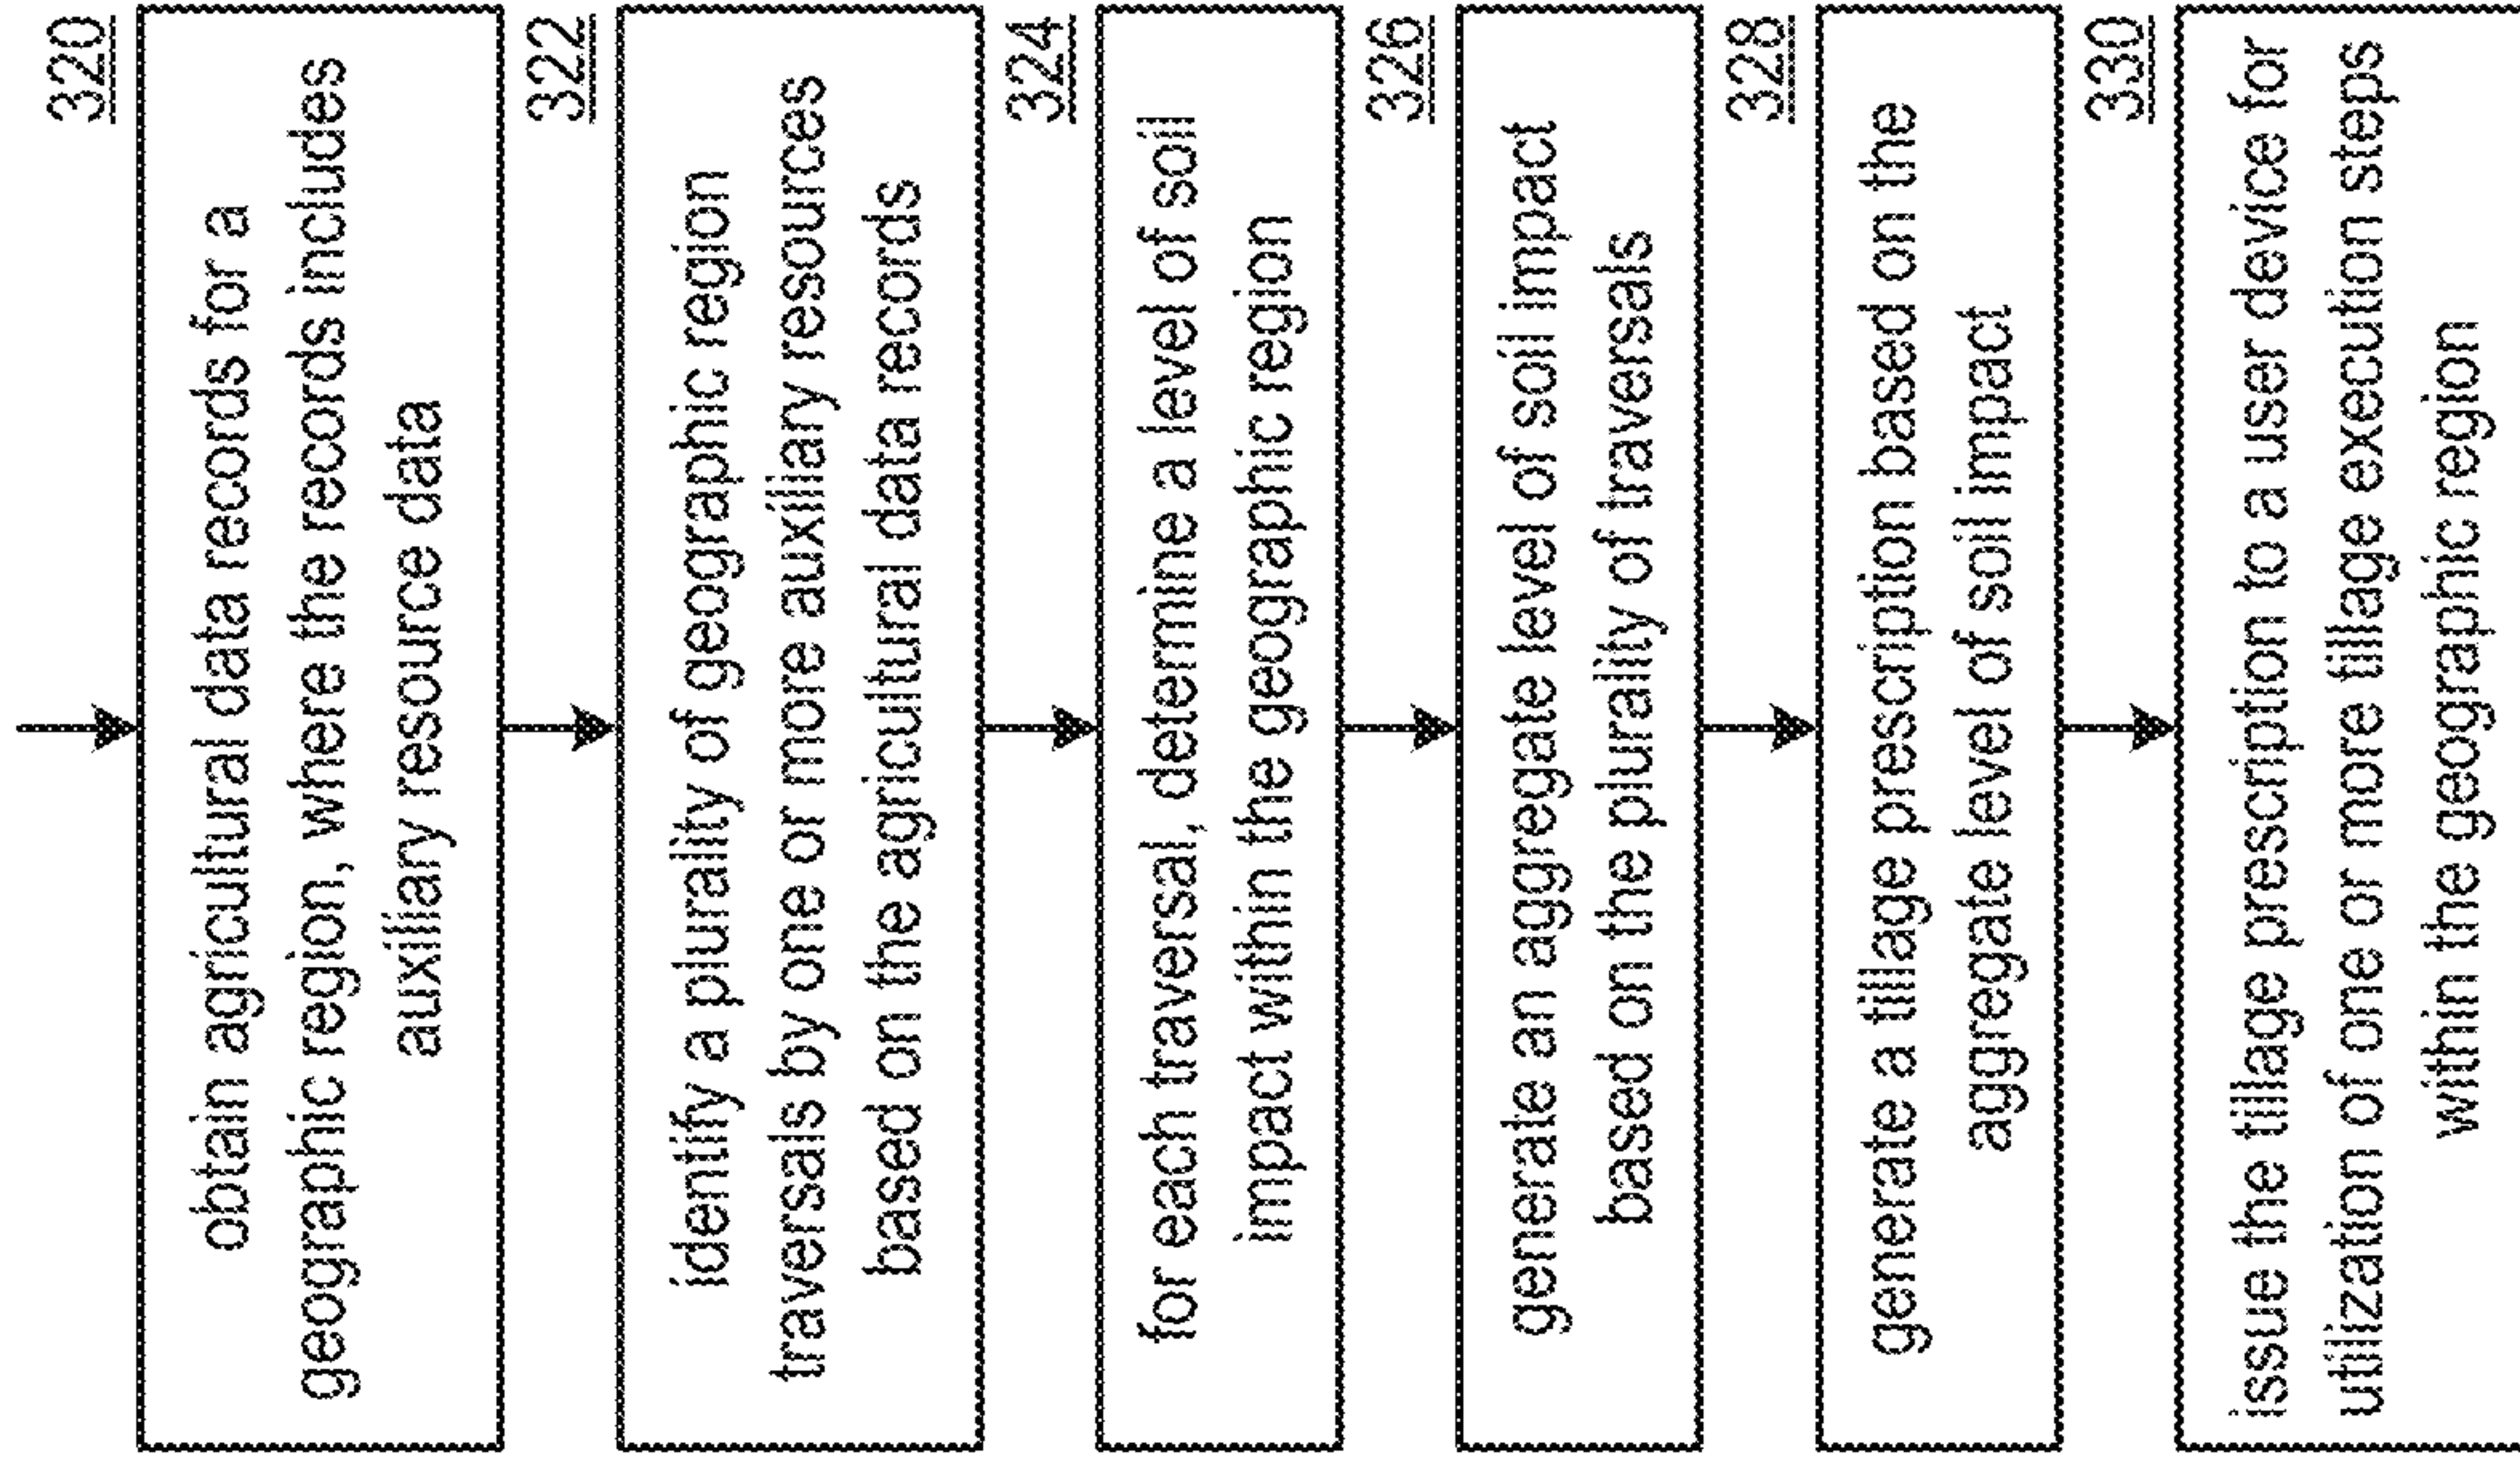 320
obtain agricultural data records for a
geographic region, where the records includes
auxiliary resource data
322
identify a plurality of geographic region
traversals by one or more auxiliary resources
based on the agricultural data records
324
for each traversal, determine a level of soil
impact within the geographic region
326
generate an aggregate level of soil impact
based on the plurality of traversals
328
generate a tillage prescription based on the
aggregate level of soil impact
330
issue the tillage prescription to a user device for
utilization of one or more tillage execution steps
within the geographic region